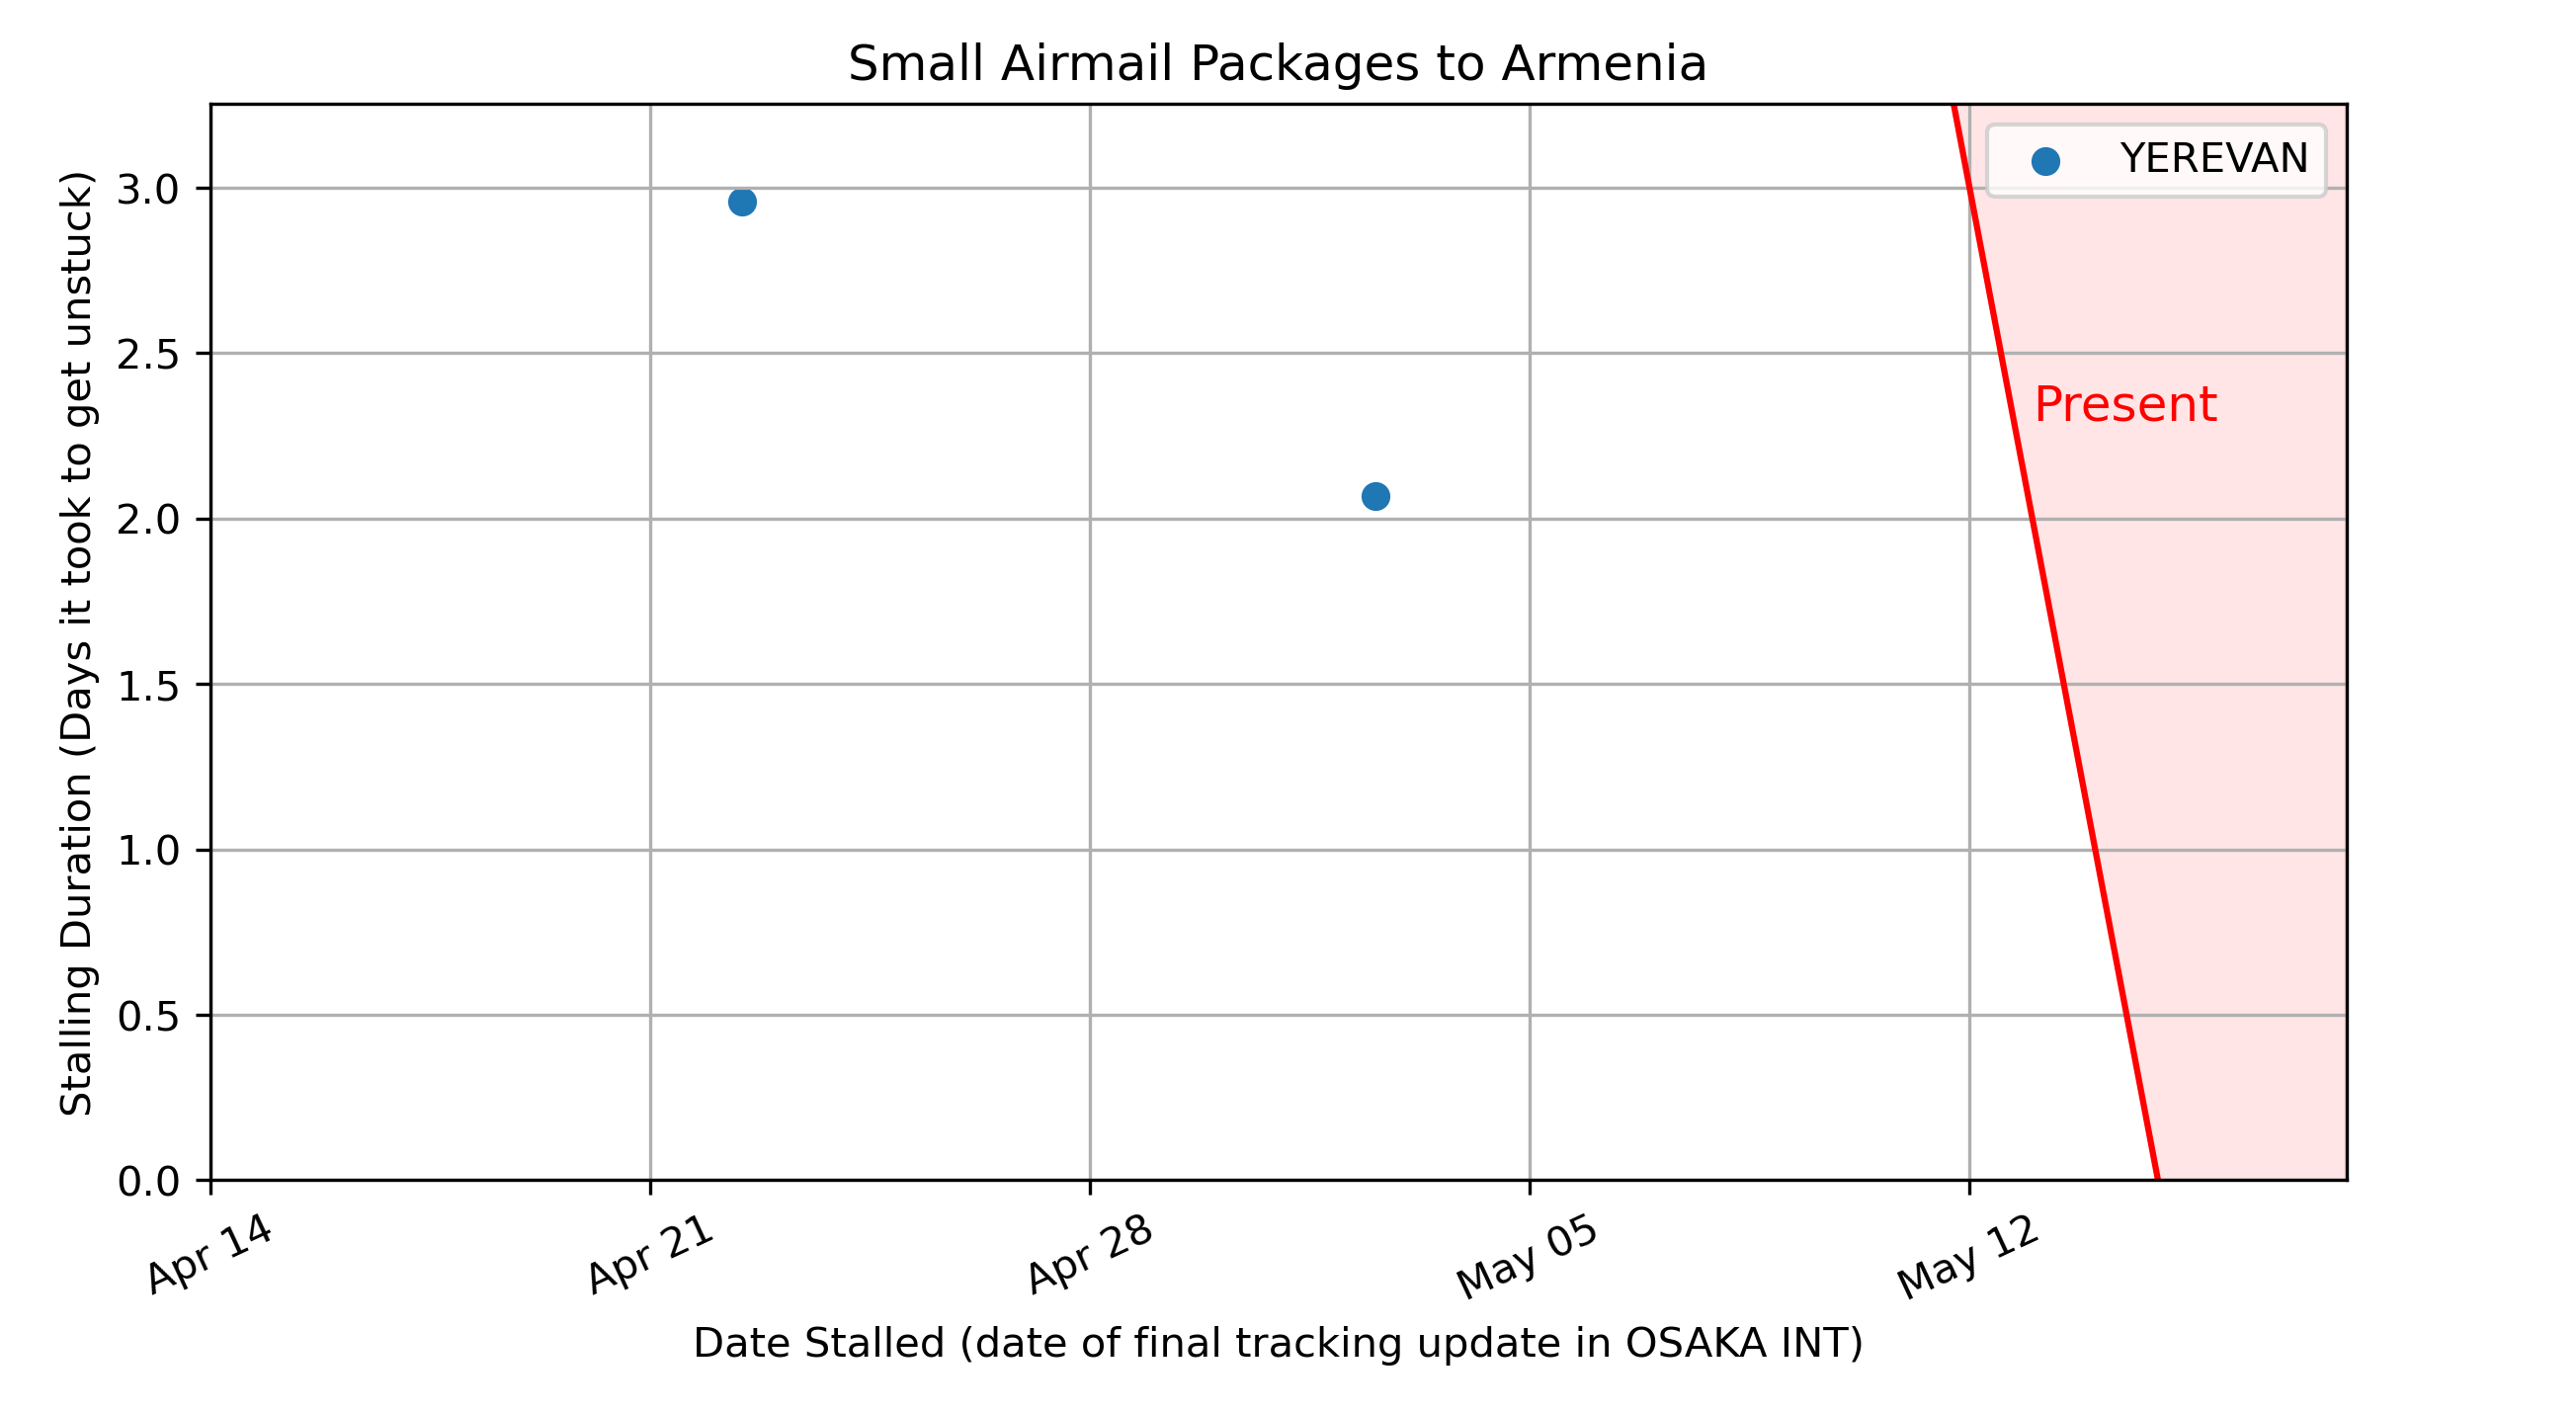 Small Airmail Packages to Armenia
YEREVAN
Present
Stalling Duration (Days it took to get unstuck)
3.0
2.5
2.0
1.5
1.0
0.5
0.0
Apr 14
Apr 21
Apr 28
May 05
May 12
Date Stalled (date of final tracking update in OSAKA INT)